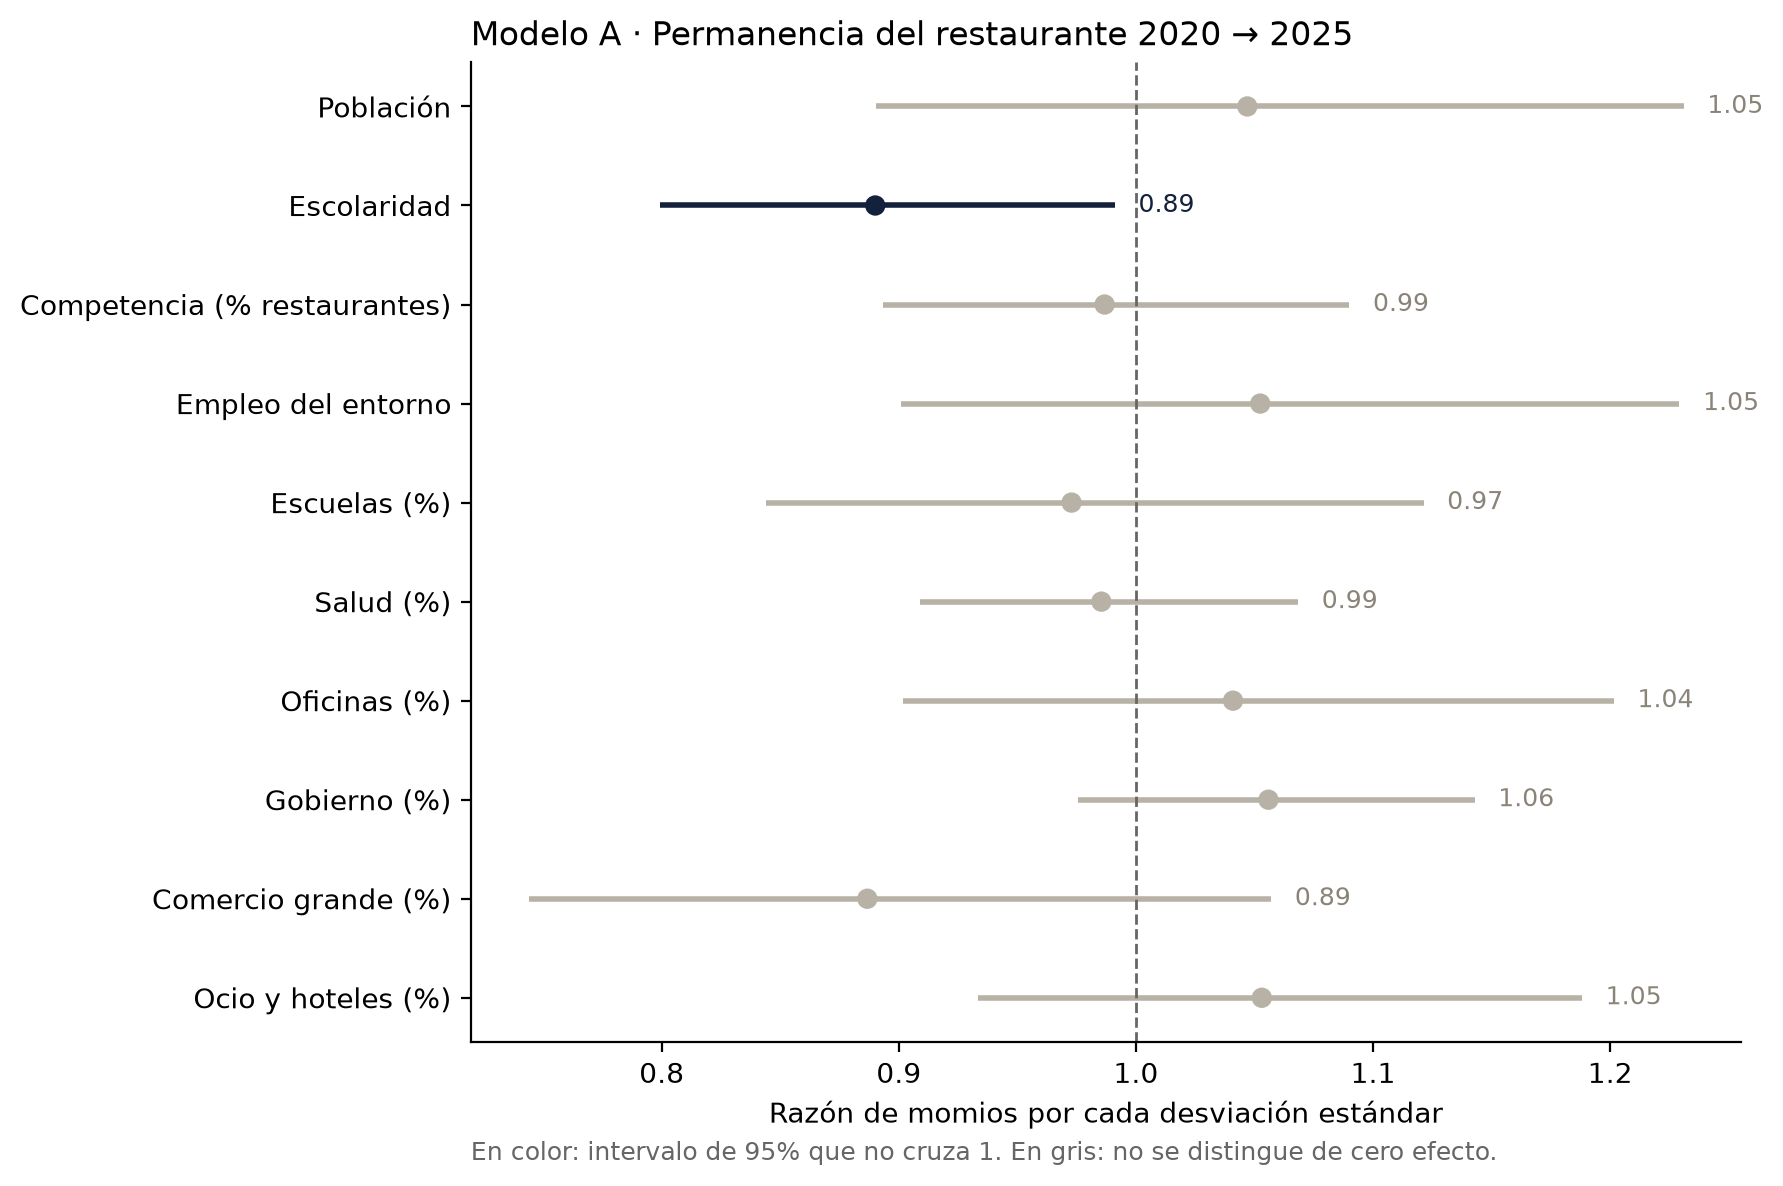 Modelo A · Permanencia del restaurante 2020 → 2025
Población 1.05
Escolaridad 0.89
Competencia (% restaurantes) 0.99
Empleo del entorno 1.05
Escuelas (%) 0.97
Salud (%) 0.99
Oficinas (%) 1.04
Gobierno (%) 1.06
Comercio grande (%) 0.89
Ocio y hoteles (%) 1.05
0.8 0.9 1.0 1.1 1.2
Razón de momios por cada desviación estándar
En color: intervalo de 95% que no cruza 1. En gris: no se distingue de cero efecto.